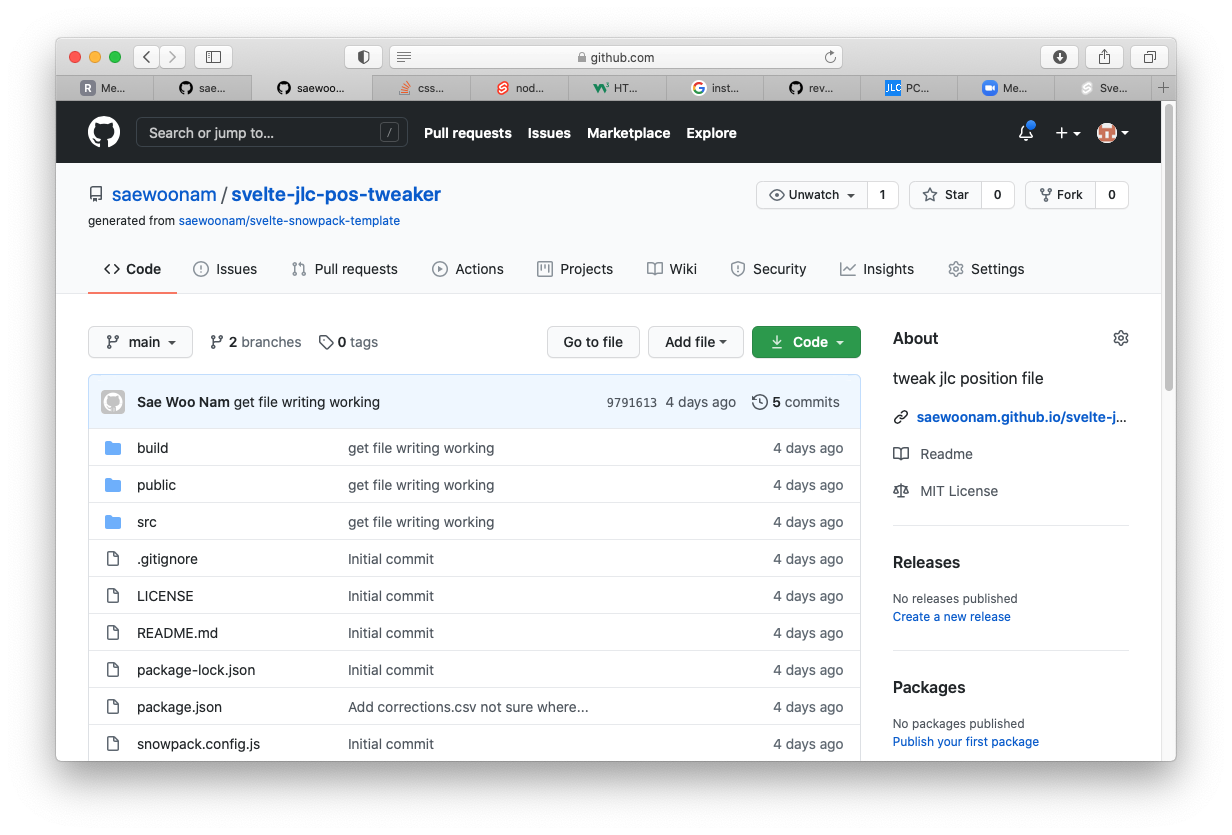 github.com
R Me...
sae...
saewoo...
css...
nod...
W3 HT...
G inst...
rev...
JLC PC...
Me...
Sve...
Search or jump to... /
Pull requests Issues Marketplace Explore
saewoonam / svelte-jlc-pos-tweaker
Unwatch 1 Star 0 Fork 0
generated from saewoonam/svelte-snowpack-template
Code Issues Pull requests Actions Projects Wiki Security Insights Settings
main 2 branches 0 tags Go to file Add file Code
Sae Woo Nam get file writing working 9791613 4 days ago 5 commits
build get file writing working 4 days ago
public get file writing working 4 days ago
src get file writing working 4 days ago
.gitignore Initial commit 4 days ago
LICENSE Initial commit 4 days ago
README.md Initial commit 4 days ago
package-lock.json Initial commit 4 days ago
package.json Add corrections.csv not sure where... 4 days ago
snowpack.config.js Initial commit 4 days ago
About
tweak jlc position file
saewoonam.github.io/svelte-j...
Readme
MIT License
Releases
No releases published
Create a new release
Packages
No packages published
Publish your first package